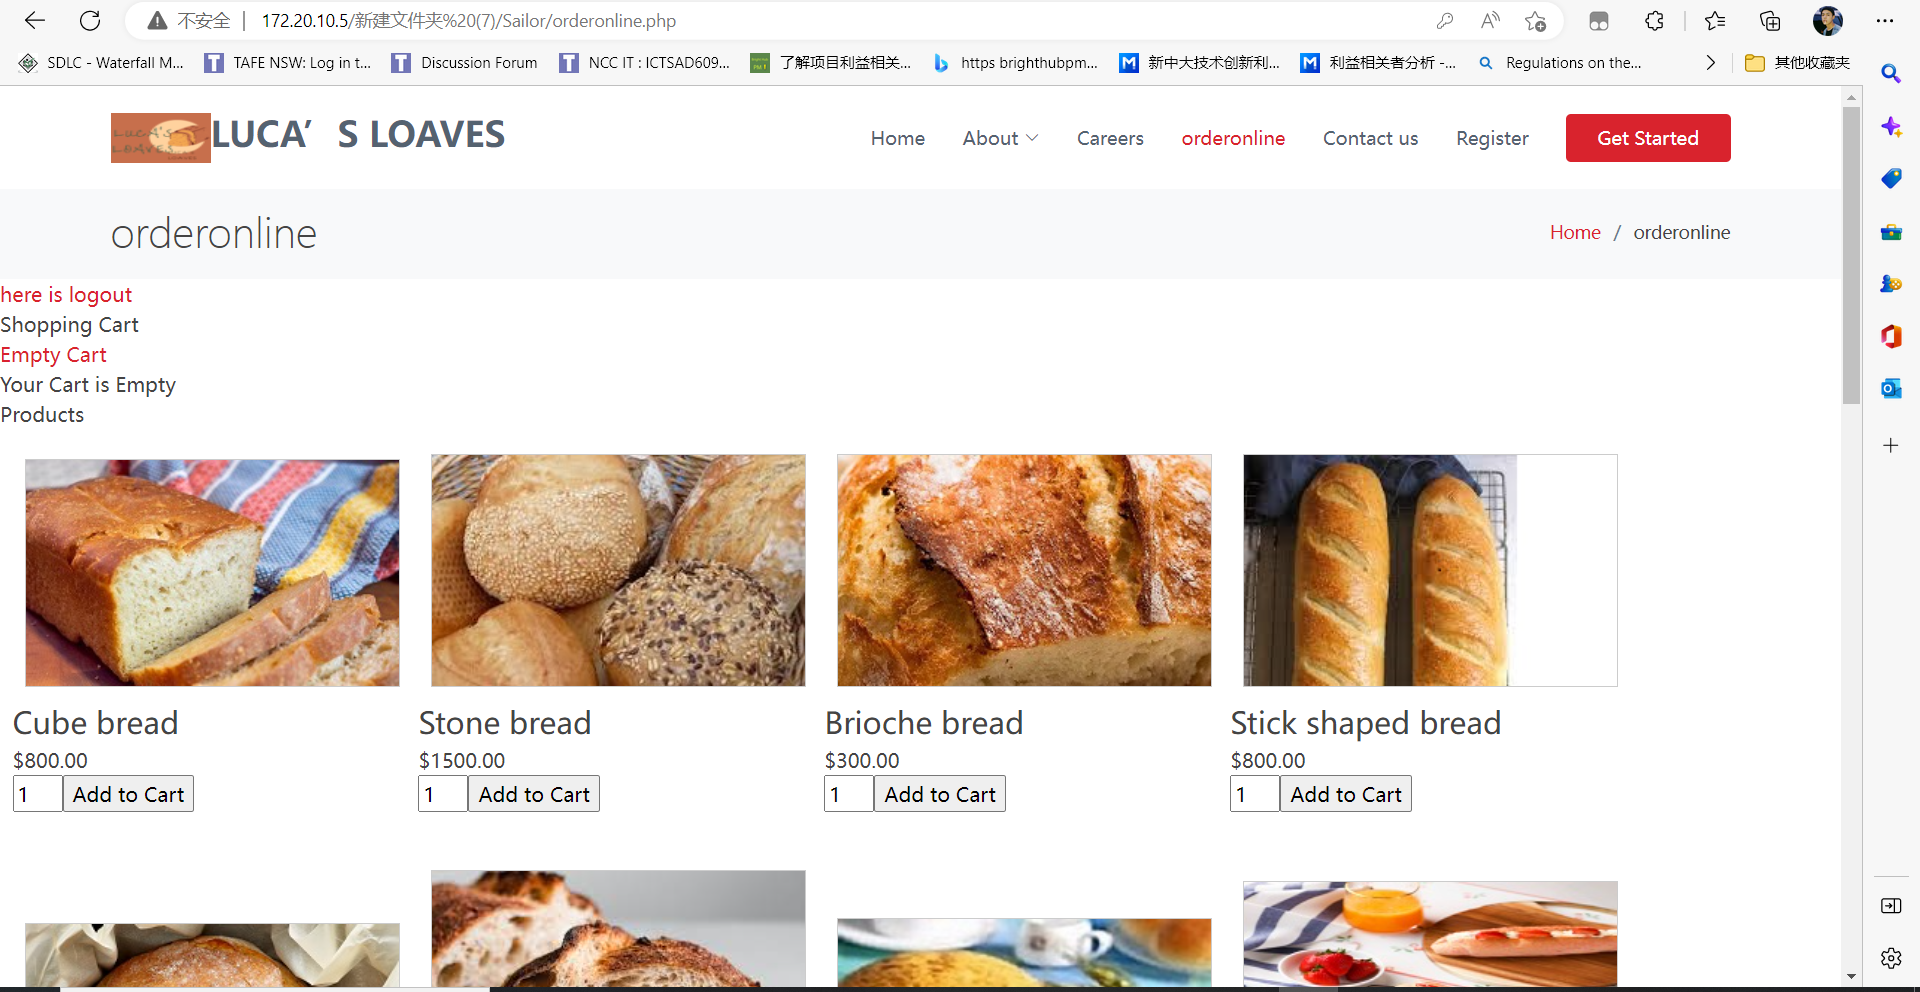 不安全 | 172.20.10.5/新建文件夹%20(7)/Sailor/orderonline.php
SDLC - Waterfall M... TAFE NSW: Log in t... Discussion Forum NCC IT : ICTSAD609... 了解项目利益相关... https brighthubpm... 新中大技术创新利... 利益相关者分析 -... Regulations on the... 其他收藏夹
LUCA'S LOAVES LUCA’S LOAVES Home About Careers orderonline Contact us Register Get Started
orderonline Home / orderonline
here is logout
Shopping Cart
Empty Cart
Your Cart is Empty
Products
Cube bread Stone bread Brioche bread Stick shaped bread
$800.00 $1500.00 $300.00 $800.00
1 Add to Cart 1 Add to Cart 1 Add to Cart 1 Add to Cart